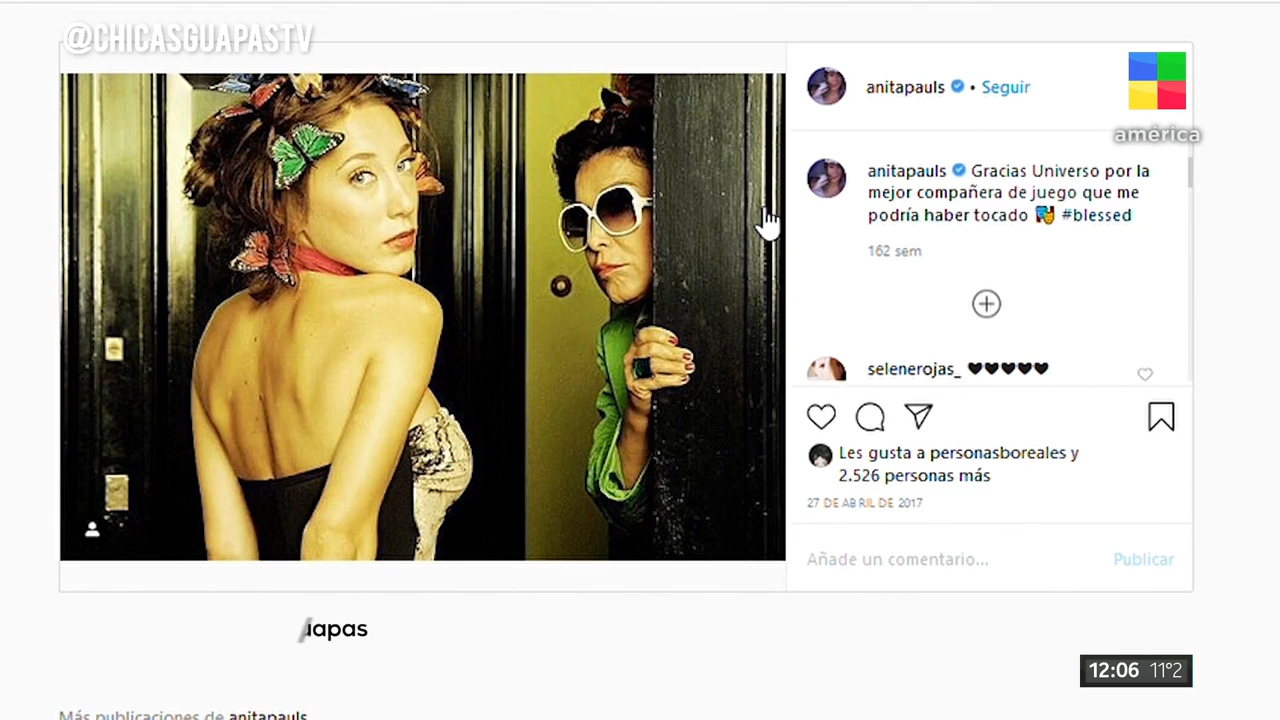 @CHICASGUAPASTV
anitapauls • Seguir
américa
anitapauls Gracias Universo por la
mejor compañera de juego que me
podría haber tocado #blessed
162 sem
selenerojas_ ♥♥♥♥♥
Les gusta a personasboreales y
2.526 personas más
27 DE ABRIL DE 2017
Añade un comentario... Publicar
uapas
12:06 11°2
Más publicaciones de anitapauls